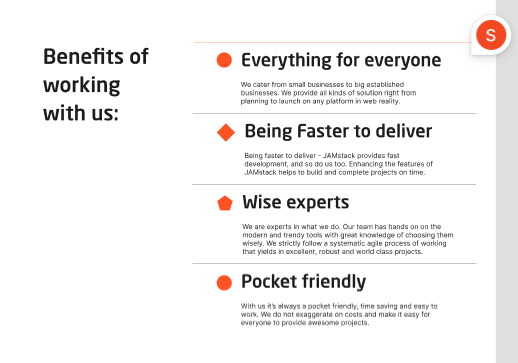 S
Benefits of
working
with us:
Everything for everyone
We cater from small businesses to big established
businesses. We provide all kinds of solution right from
planning to launch on any platform in web reality.
Being Faster to deliver
Being faster to deliver - JAMstack provides fast
development, and so do us too. Enhancing the features of
JAMstack helps to build and complete projects on time.
Wise experts
We are experts in what we do. Our team has hands on on the
modern and trendy tools with great knowledge of choosing them
wisely. We strictly follow a systematic agile process of working
that yields in excellent, robust and world class projects.
Pocket friendly
With us it's always a pocket friendly, time saving and easy to
work. We do not exaggerate on costs and make it easy for
everyone to provide awesome projects.